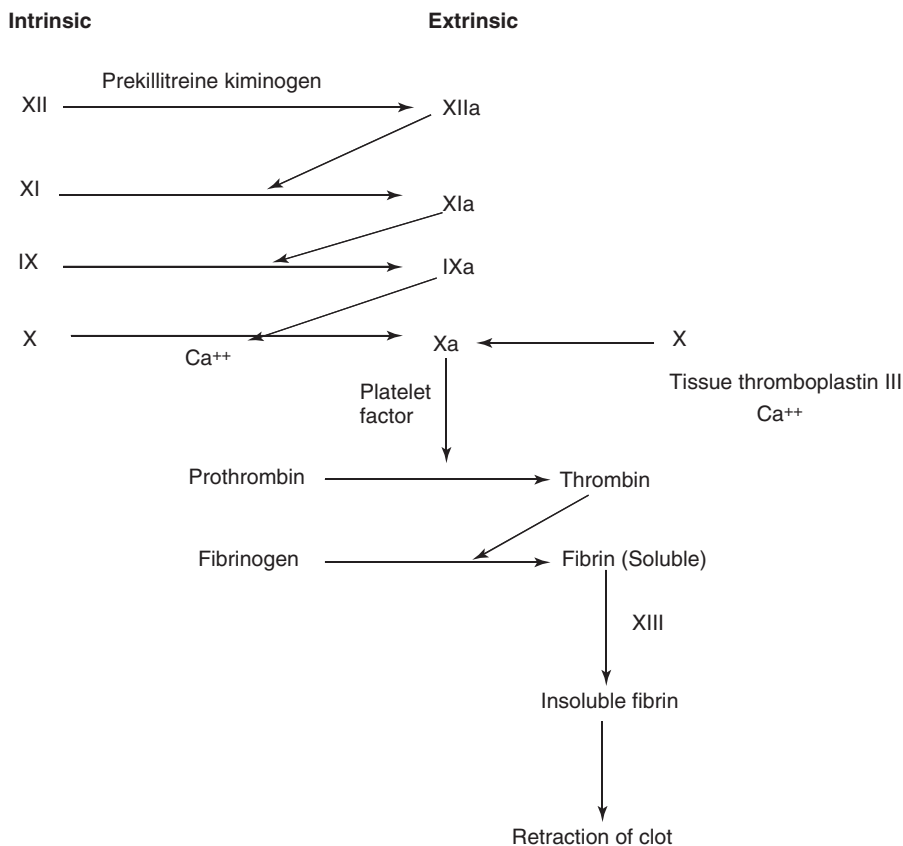 Intrinsic
Extrinsic
Prekillitreine kiminogen
XII
XIIa
XI
XIa
IX
IXa
X
Ca++
Xa
X
Tissue thromboplastin III
Ca++
Platelet
factor
Prothrombin
Thrombin
Fibrinogen
Fibrin (Soluble)
XIII
Insoluble fibrin
Retraction of clot